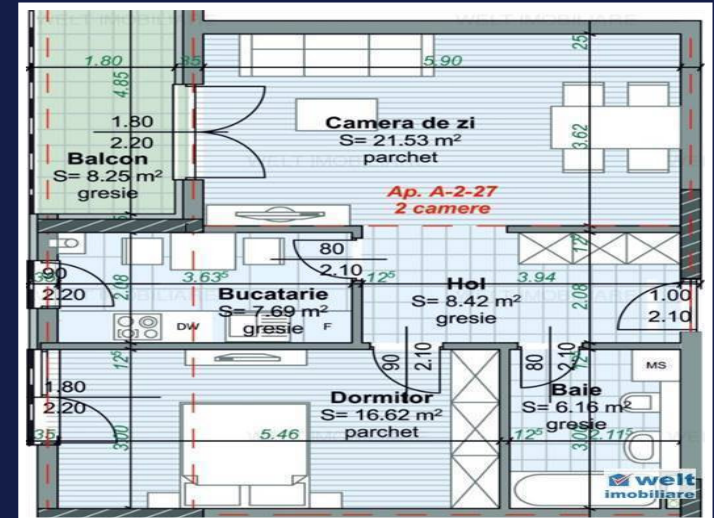 WELT IMOBILIARE
WELT IMOBILIARE
1.80
35
5.90
25
4.85
1.80
2.20
Camera de zi
S= 21.53 m²
parchet
3.62
Balcon
S= 8.25 m²
gresie
Ap. A-2-27
2 camere
80
2.10
12
35
90
2.20
2.08
3.63⁵
12⁵
Hol
S= 8.42 m²
gresie
3.94
2.08
1.00
2.10
Bucatarie
S= 7.69 m²
gresie
DW
F
12⁵
90
2.10
80
2.10
12
MS
1.80
2.20
Dormitor
S= 16.62 m²
parchet
Baie
S= 6.16 m²
gresie
35
3.00
5.46
12⁵
3.00
2.11⁵
welt
imobiliare